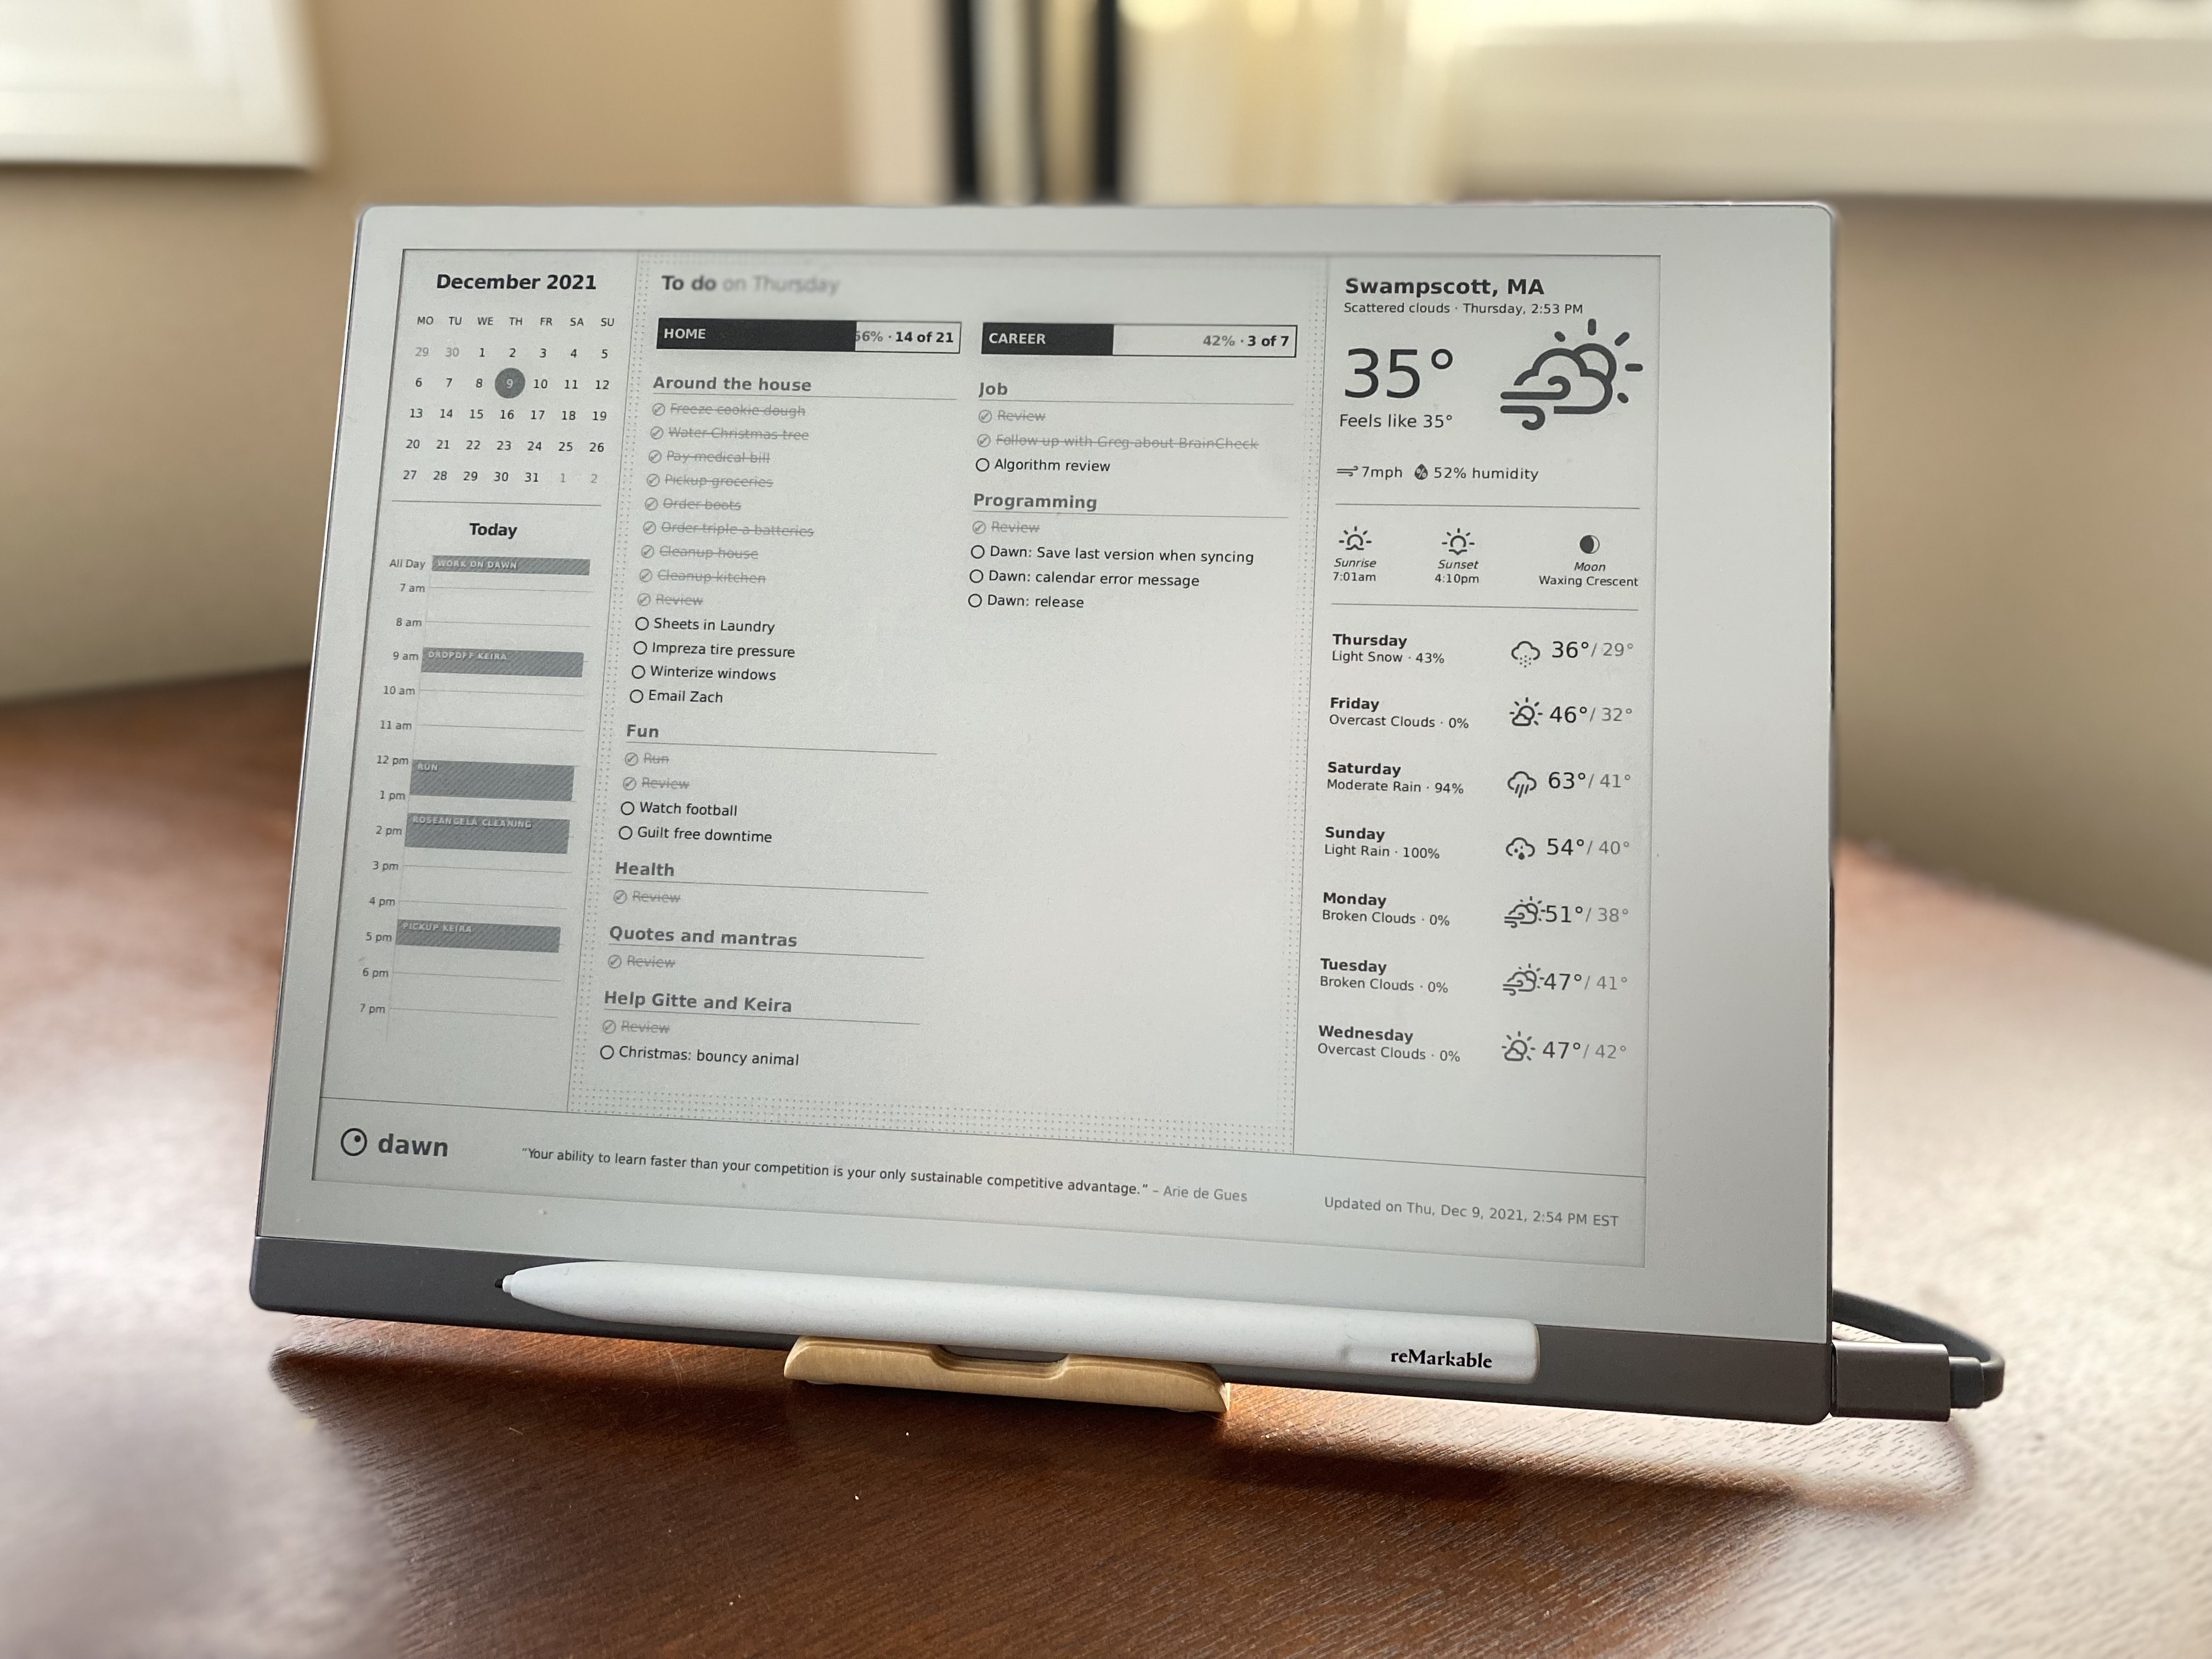 December 2021
MO TU WE TH FR SA SU
29 30 1 2 3 4 5
6 7 8 9 10 11 12
13 14 15 16 17 18 19
20 21 22 23 24 25 26
27 28 29 30 31 1 2
Today
All Day WORK ON DAWN
7 am
8 am
9 am DROPOFF KEIRA
10 am
11 am
12 pm RUN
1 pm
ROSEANGELA CLEANING
2 pm
3 pm
4 pm
PICKUP KEIRA
5 pm
6 pm
7 pm
To do on Thursday
HOME 66% · 14 of 21
Around the house
Freeze cookie dough
Water Christmas tree
Pay medical bill
Pickup groceries
Order boots
Order triple a batteries
Cleanup house
Cleanup kitchen
Review
Sheets in Laundry
Impreza tire pressure
Winterize windows
Email Zach
Fun
Run
Review
Watch football
Guilt free downtime
Health
Review
Quotes and mantras
Review
Help Gitte and Keira
Review
Christmas: bouncy animal
CAREER 42% · 3 of 7
Job
Review
Follow up with Greg about BrainCheck
Algorithm review
Programming
Review
Dawn: Save last version when syncing
Dawn: calendar error message
Dawn: release
Swampscott, MA
Scattered clouds · Thursday, 2:53 PM
35°
Feels like 35°
7mph 52% humidity
Sunrise Sunset Moon
7:01am 4:10pm Waxing Crescent
Thursday
Light Snow · 43% 36°/ 29°
Friday
Overcast Clouds · 0% 46°/ 32°
Saturday
Moderate Rain · 94% 63°/ 41°
Sunday
Light Rain · 100% 54°/ 40°
Monday
Broken Clouds · 0% 51°/ 38°
Tuesday
Broken Clouds · 0% 47°/ 41°
Wednesday
Overcast Clouds · 0% 47°/ 42°
dawn
"Your ability to learn faster than your competition is your only sustainable competitive advantage." – Arie de Gues
Updated on Thu, Dec 9, 2021, 2:54 PM EST
reMarkable